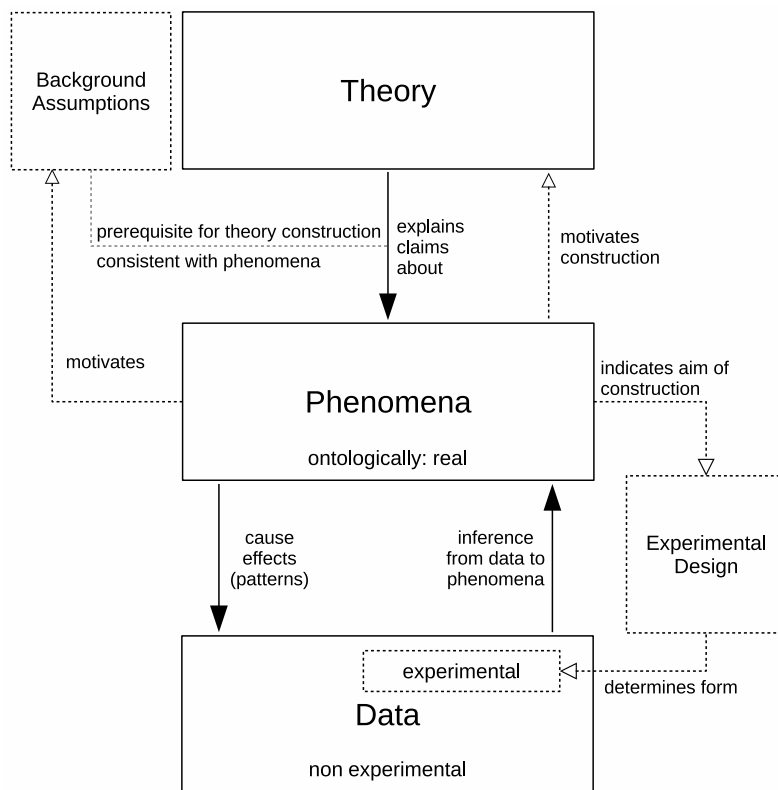 Background
Assumptions
Theory
prerequisite for theory construction
consistent with phenomena
explains
claims
about
motivates
construction
motivates
Phenomena
ontologically: real
indicates aim of
construction
cause
effects
(patterns)
inference
from data to
phenomena
Experimental
Design
experimental
determines form
Data
non experimental